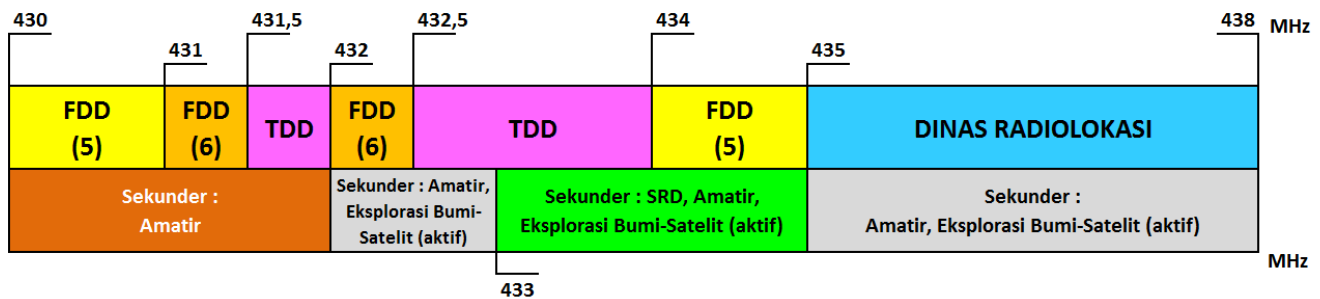 430
431,5
432,5
434
438
MHz
431
432
435
FDD
(5)
FDD
(6)
TDD
FDD
(6)
TDD
FDD
(5)
DINAS RADIOLOKASI
Sekunder :
Amatir
Sekunder : Amatir,
Eksplorasi Bumi-
Satelit (aktif)
Sekunder : SRD, Amatir,
Eksplorasi Bumi-Satelit (aktif)
Sekunder :
Amatir, Eksplorasi Bumi-Satelit (aktif)
MHz
433